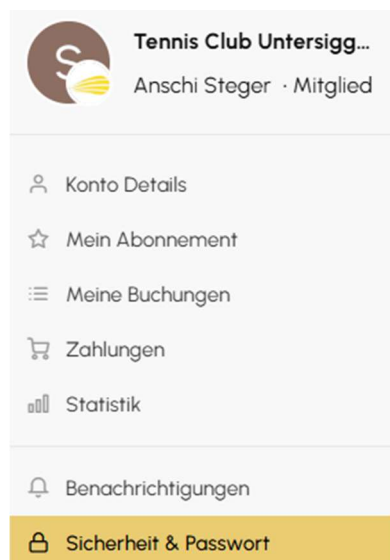 S
Tennis Club Untersigg...
Anschi Steger · Mitglied
Konto Details
Mein Abonnement
Meine Buchungen
Zahlungen
Statistik
Benachrichtigungen
Sicherheit & Passwort